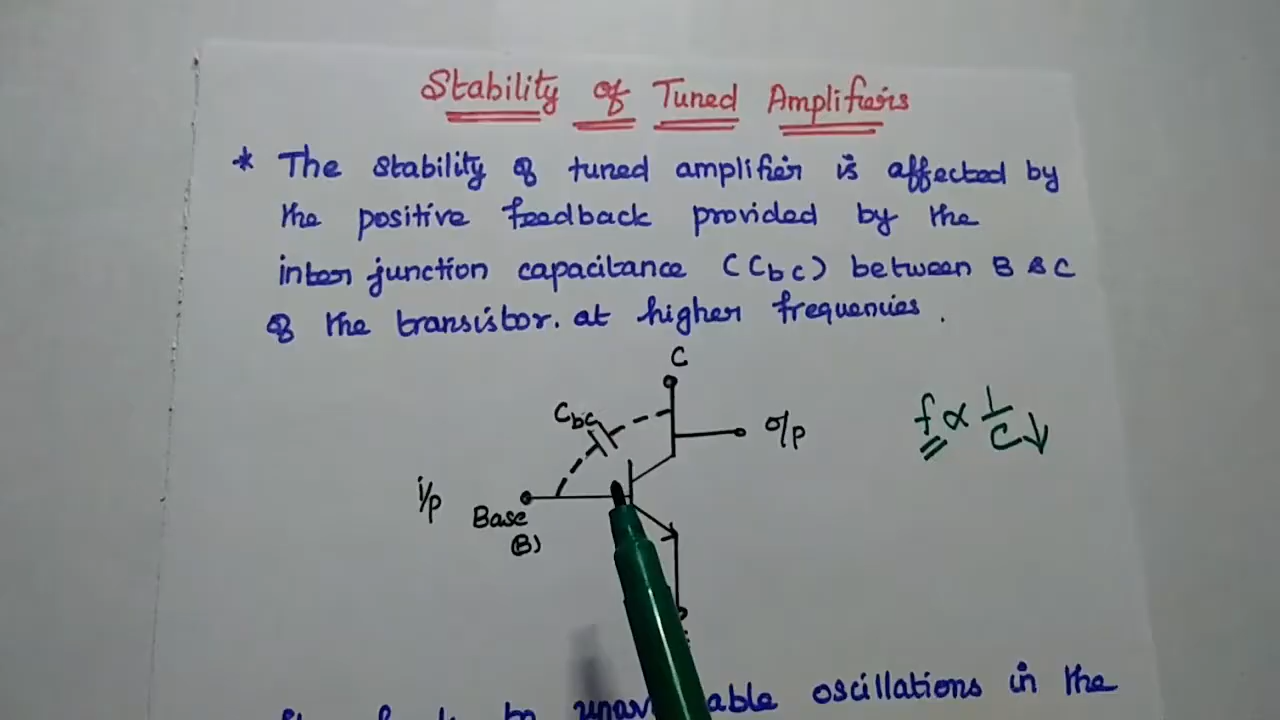 Stability of Tuned Amplifiers
* The stability of tuned amplifier is affected by
the positive feedback provided by the
inter junction capacitance (Cbc) between B & C
of the transistor. at higher frequencies.
C
Cbc
o/p
f ∝ 1/C ↓
i/p
Base
(B)
oscillations in the